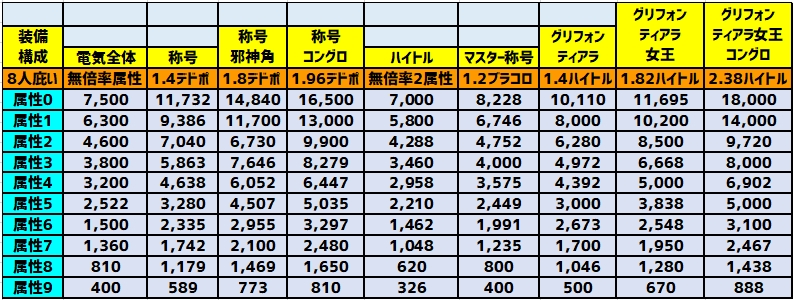 装備構成 電気全体 称号 称号邪神角 称号コングロ ハイトル マスター称号 グリフォンティアラ グリフォンティアラ女王 グリフォンティアラ女王コングロ
8人庇い 無倍率属性 1.4デドポ 1.8デドポ 1.96デドポ 無倍率2属性 1.2ブラコロ 1.4ハイトル 1.82ハイトル 2.38ハイトル
属性0 7,500 11,732 14,840 16,500 7,000 8,228 10,110 11,695 18,000
属性1 6,300 9,386 11,700 13,000 5,800 6,746 8,000 10,200 14,000
属性2 4,600 7,040 6,730 9,900 4,288 4,752 6,280 8,500 9,720
属性3 3,800 5,863 7,646 8,279 3,460 4,000 4,972 6,668 8,000
属性4 3,200 4,638 6,052 6,447 2,958 3,575 4,392 5,000 6,902
属性5 2,522 3,280 4,507 5,035 2,210 2,449 3,000 3,838 5,000
属性6 1,500 2,335 2,955 3,297 1,462 1,991 2,673 2,548 3,100
属性7 1,360 1,742 2,100 2,480 1,048 1,235 1,700 1,950 2,467
属性8 810 1,179 1,469 1,650 620 800 1,046 1,280 1,438
属性9 400 589 773 810 326 400 500 670 888